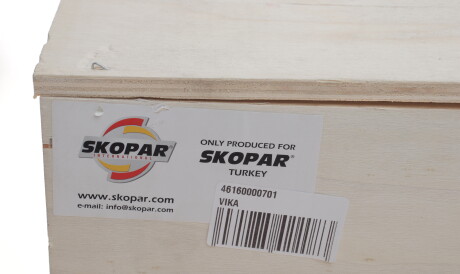 SKOPAR
INTERNATIONAL
www.skopar.com
e-mail: info@skopar.com
ONLY PRODUCED FOR
SKOPAR®
TURKEY
46160000701
VIKA